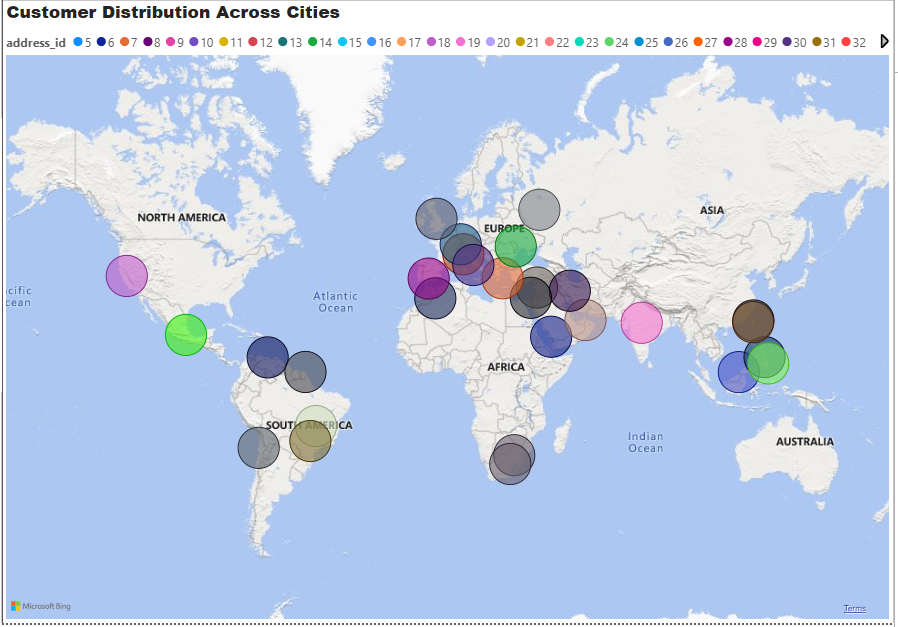 Customer Distribution Across Cities
address_id 5 6 7 8 9 10 11 12 13 14 15 16 17 18 19 20 21 22 23 24 25 26 27 28 29 30 31 32
ASIA
NORTH AMERICA
EUROPE
cific
cean
Atlantic
Ocean
AFRICA
SOUTH AMERICA
Indian
Ocean
AUSTRALIA
Microsoft Bing
Terms